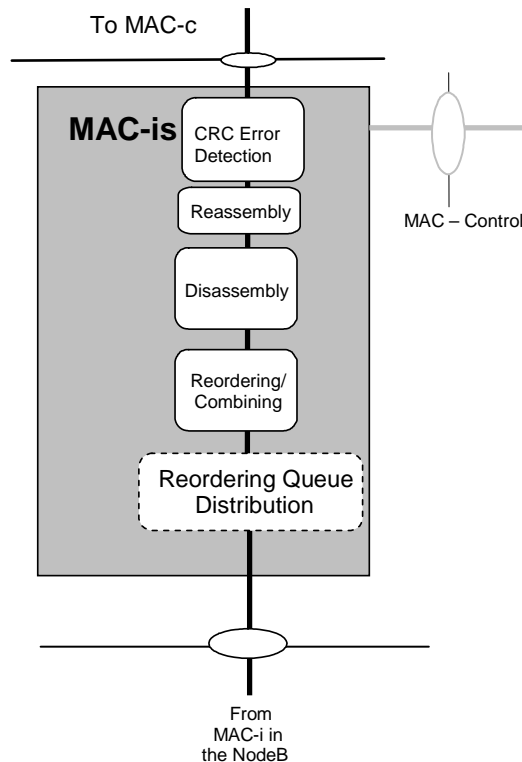 To MAC-c
MAC-is
CRC Error
Detection
Reassembly
MAC – Control
Disassembly
Reordering/
Combining
Reordering Queue
Distribution
From
MAC-i in
the NodeB